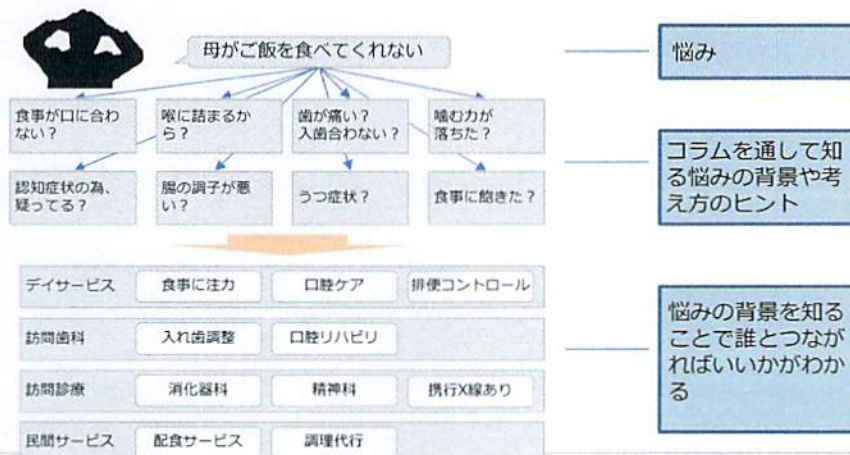 母がご飯を食べてくれない
悩み
食事が口に合わ
ない？
喉に詰まるか
ら？
歯が痛い？
入歯合わない？
噛む力が
落ちた？
認知症状の為、
疑ってる？
腸の調子が悪
い？
うつ症状？
食事に飽きた？
コラムを通して知
る悩みの背景や考
え方のヒント
デイサービス
食事に注力
口腔ケア
排便コントロール
訪問歯科
入れ歯調整
口腔リハビリ
訪問診療
消化器科
精神科
携行X線あり
民間サービス
配食サービス
調理代行
悩みの背景を知る
ことで誰とつなが
ればいいかがわか
る